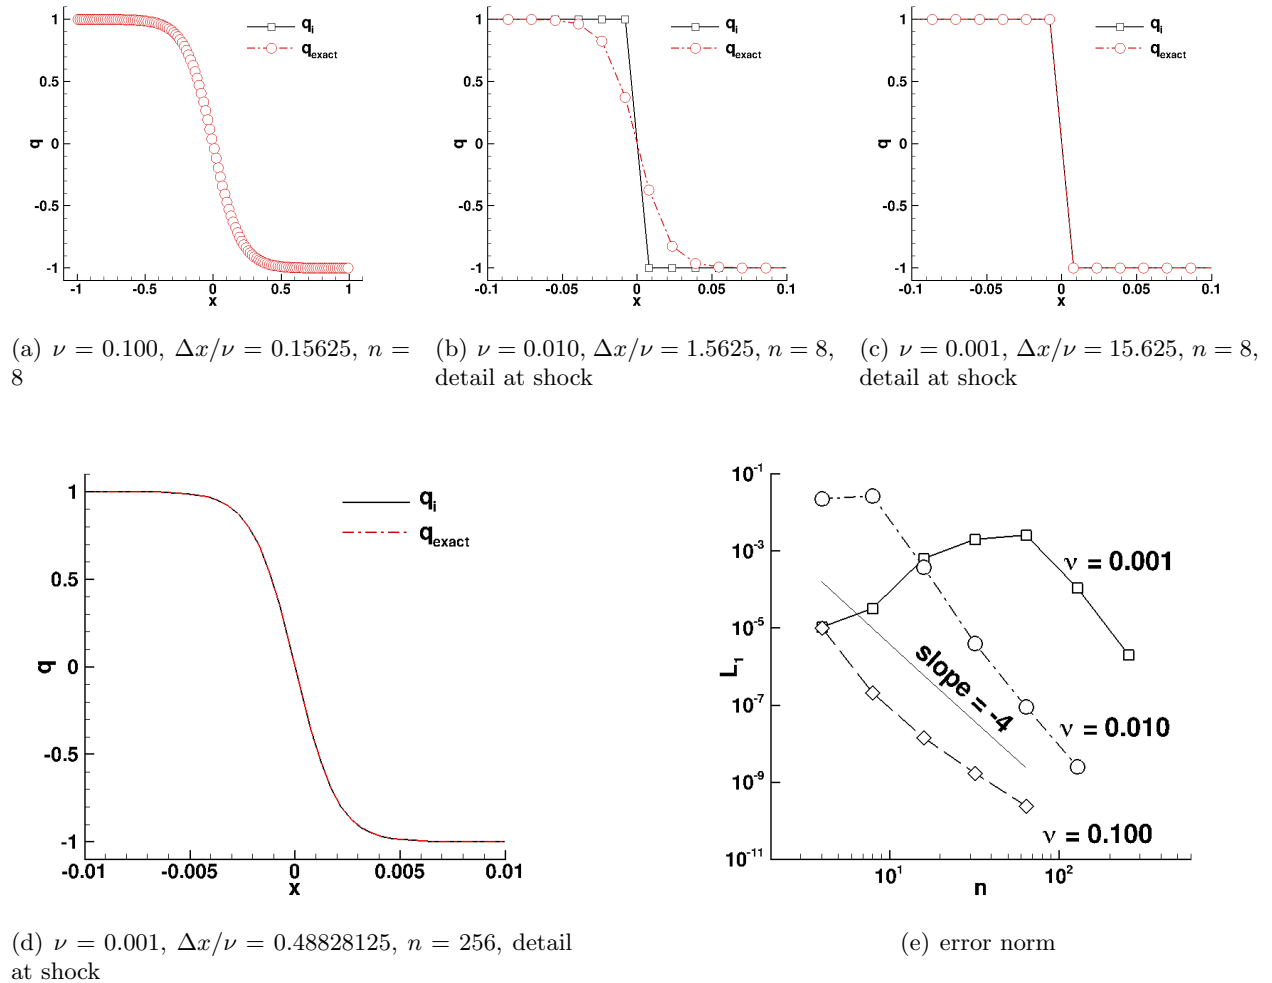 1
0.5
0
-0.5
-1
q
-1
-0.5
0
0.5
1
x
qi
qexact
1
0.5
0
-0.5
-1
q
-0.1
-0.05
0
0.05
0.1
x
qi
qexact
1
0.5
0
-0.5
-1
q
-0.1
-0.05
0
0.05
0.1
x
qi
qexact
(a) ν = 0.100, Δx/ν = 0.15625, n =
8
(b) ν = 0.010, Δx/ν = 1.5625, n = 8,
detail at shock
(c) ν = 0.001, Δx/ν = 15.625, n = 8,
detail at shock
1
0.5
0
-0.5
-1
q
-0.01
-0.005
0
0.005
0.01
x
qi
qexact
10-1
10-3
10-5
10-7
10-9
10-11
L1
ν = 0.001
slope = -4
ν = 0.010
ν = 0.100
101
102
n
(d) ν = 0.001, Δx/ν = 0.48828125, n = 256, detail
at shock
(e) error norm